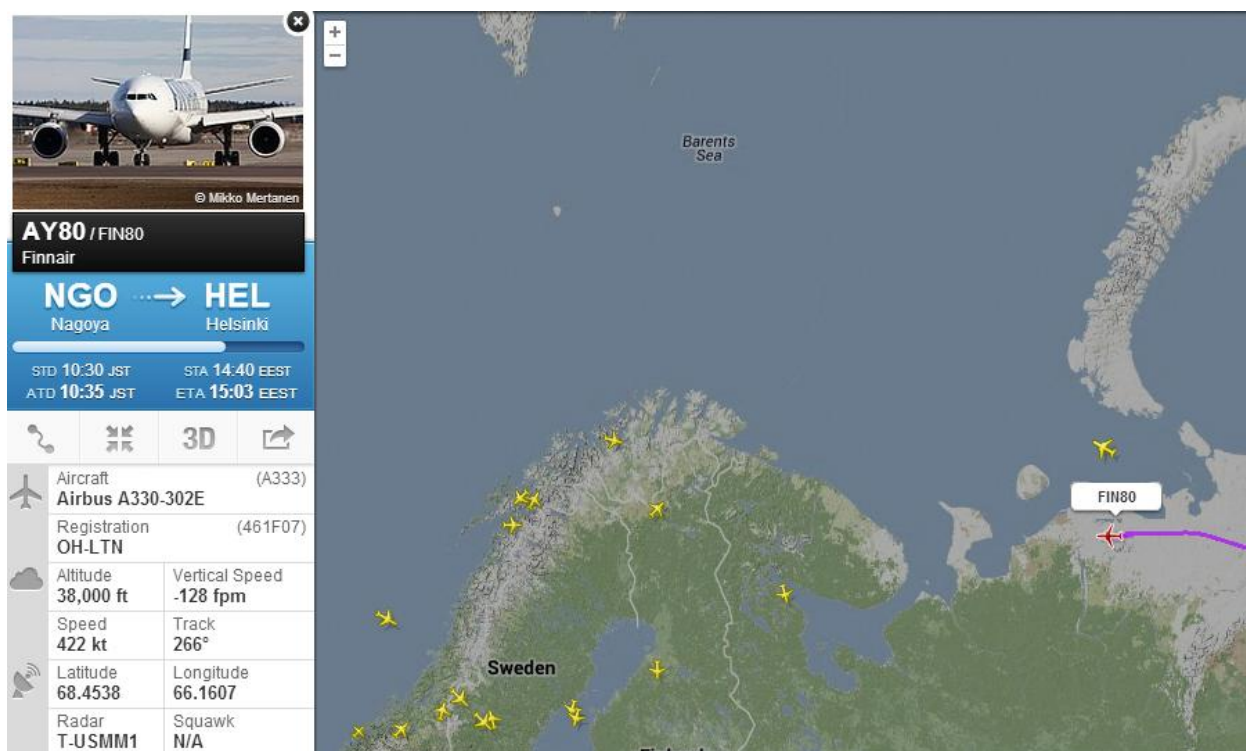 © Mikko Mertanen
AY80 / FIN80
Finnair
NGO HEL
Nagoya Helsinki
STD 10:30 JST STA 14:40 EEST
ATD 10:35 JST ETA 15:03 EEST
3D
Aircraft (A333)
Airbus A330-302E
Registration (461F07)
OH-LTN
Altitude Vertical Speed
38,000 ft -128 fpm
Speed Track
422 kt 266°
Latitude Longitude
68.4538 66.1607
Radar Squawk
T-USMM1 N/A
+
−
Barents
Sea
FIN80
Sweden